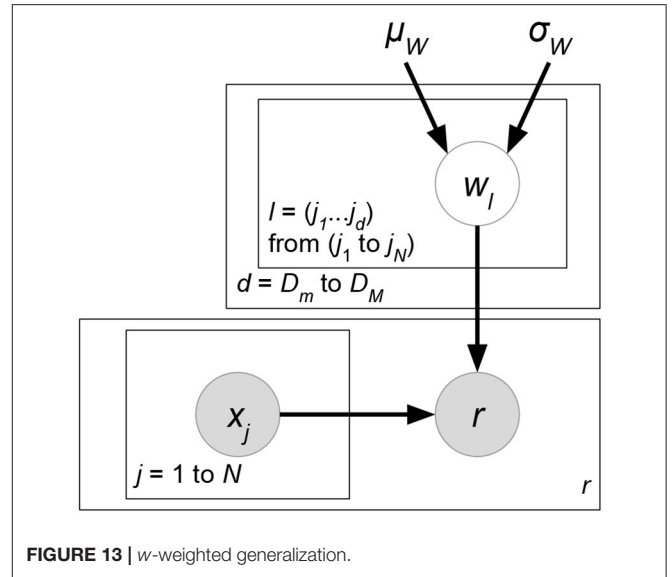 μ_W σ_W
w_l
l = (j_1...j_d)
from (j_1 to j_N)
d = D_m to D_M
x_j r
j = 1 to N
r
FIGURE 13 | w-weighted generalization.